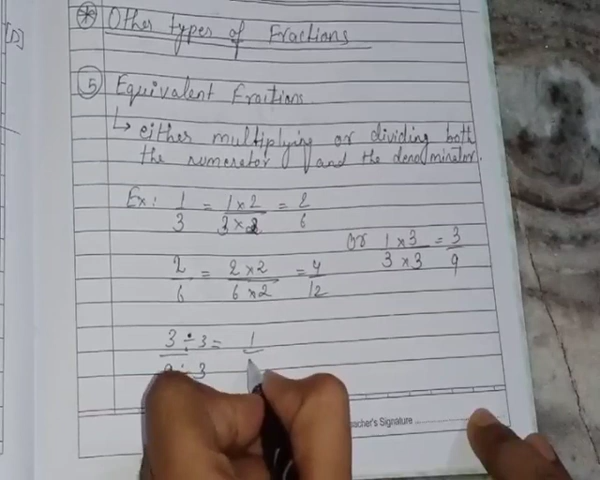 * Other types of Fractions
5 Equivalent Fractions.
↳ either multiplying or dividing both
the numerator and the denominator.
Ex: 1/3 = 1×2/3×2 = 2/6
or 1×3/3×3 = 3/9
2/6 = 2×2/6×2 = 4/12
3÷3/9÷3 = 1/
acher's Signature